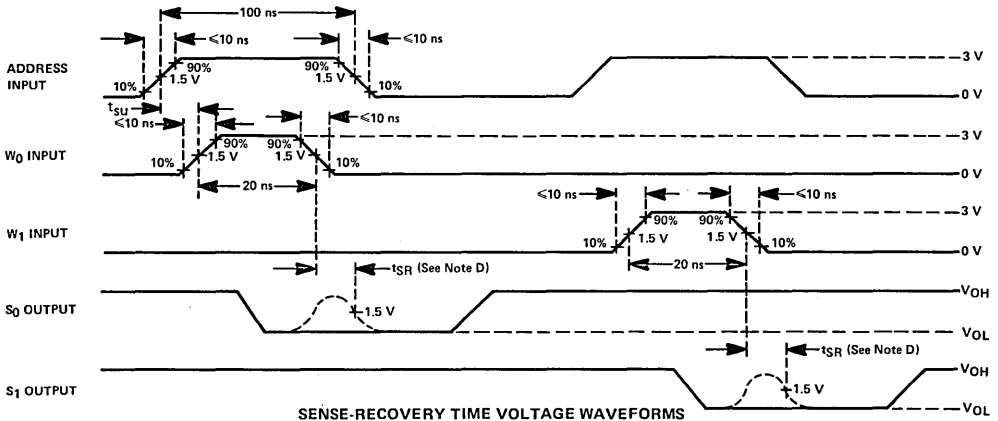 100 ns
≤10 ns
≤10 ns
ADDRESS
INPUT
90%
90%
3 V
1.5 V
1.5 V
10%
10%
0 V
tSU
≤10 ns
≤10 ns
W0 INPUT
3 V
90%
90%
1.5 V
1.5 V
10%
10%
0 V
20 ns
≤10 ns
≤10 ns
W1 INPUT
3 V
90%
90%
1.5 V
1.5 V
10%
10%
0 V
20 ns
tSR (See Note D)
S0 OUTPUT
VOH
1.5 V
VOL
tSR (See Note D)
S1 OUTPUT
VOH
1.5 V
VOL
SENSE-RECOVERY TIME VOLTAGE WAVEFORMS